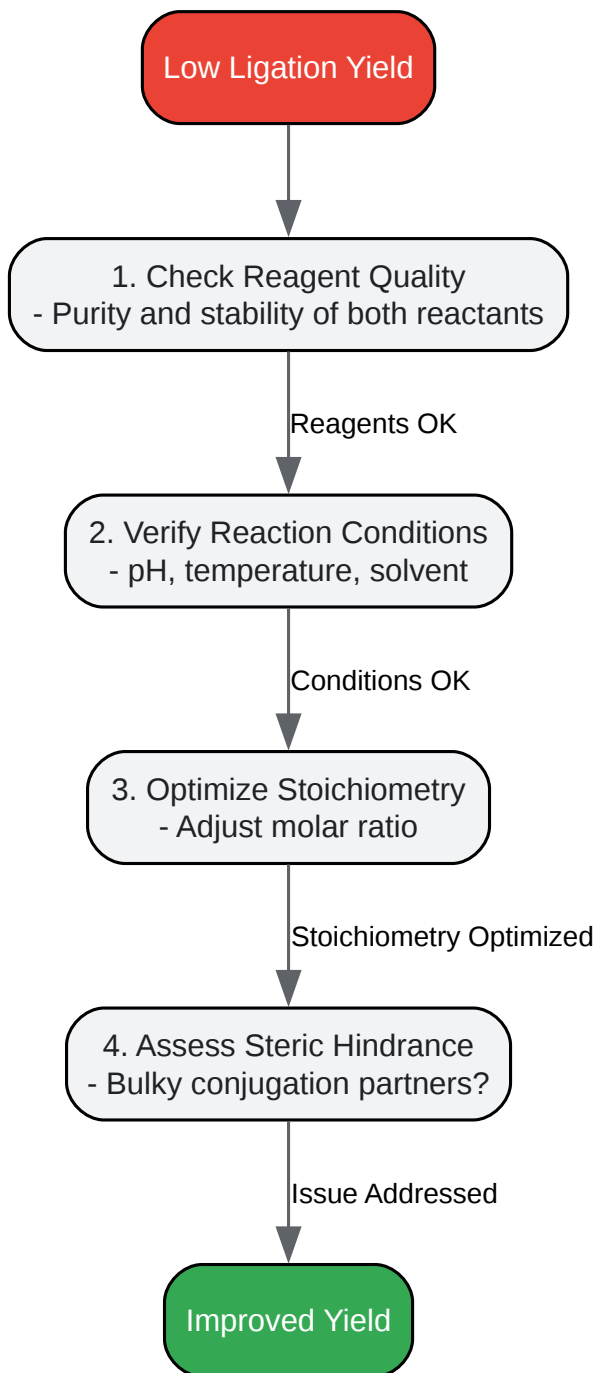 Low Ligation Yield
1. Check Reagent Quality
- Purity and stability of both reactants
Reagents OK
2. Verify Reaction Conditions
- pH, temperature, solvent
Conditions OK
3. Optimize Stoichiometry
- Adjust molar ratio
Stoichiometry Optimized
4. Assess Steric Hindrance
- Bulky conjugation partners?
Issue Addressed
Improved Yield